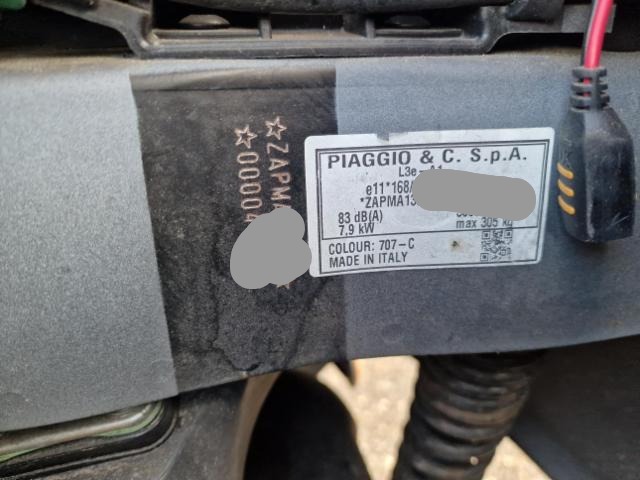 ☆ZAPMA
☆00004
PIAGGIO & C. S.p.A.
L3e-A1
e11*168/
*ZAPMA13
83 dB(A)
7,9 kW
max 305 kg
COLOUR: 707-C
MADE IN ITALY